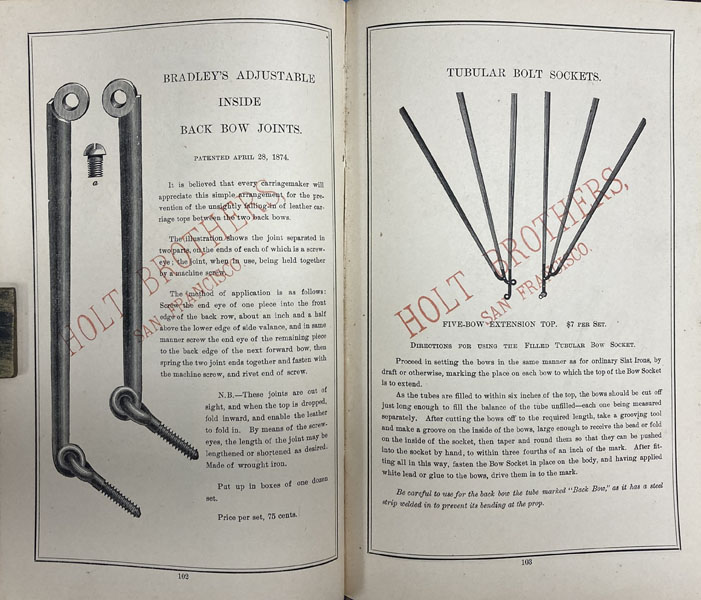 BRADLEY'S ADJUSTABLE
INSIDE
BACK BOW JOINTS.
PATENTED APRIL 28, 1874.
a
It is believed that every carriagemaker will
appreciate this simple arrangement for the pre-
vention of the unsightly falling in of leather car-
riage tops between the two back bows.
The illustration shows the joint separated in
two parts, on the ends of each of which is a screw-
eye; the joint, when in use, being held together
by a machine screw.
The method of application is as follows:
Screw the end eye of one piece into the front
edge of the back row, about an inch and a half
above the lower edge of side valance, and in same
manner screw the end eye of the remaining piece
to the back edge of the next forward bow, then
spring the two joint ends together and fasten with
the machine screw, and rivet end of screw.
N.B.—These joints are out of
sight, and when the top is dropped,
fold inward, and enable the leather
to fold in. By means of the screw-
eyes, the length of the joint may be
lengthened or shortened as desired.
Made of wrought iron.
Put up in boxes of one dozen
set.
Price per set, 75 cents.
HOLT BROTHERS,
SAN FRANCISCO.
102
TUBULAR BOLT SOCKETS.
HOLT BROTHERS,
SAN FRANCISCO.
FIVE-BOW EXTENSION TOP. $7 PER SET.
DIRECTIONS FOR USING THE FILLED TUBULAR BOW SOCKET.
Proceed in setting the bows in the same manner as for ordinary Slat Irons, by
draft or otherwise, marking the place on each bow to which the top of the Bow Socket
is to extend.
As the tubes are filled to within six inches of the top, the bows should be cut off
just long enough to fill the balance of the tube unfilled—each one being measured
separately. After cutting the bows off to the required length, take a grooving tool
and make a groove on the inside of the bows, large enough to receive the bead or fold
on the inside of the socket, then taper and round them so that they can be pushed
into the socket by hand, to within three fourths of an inch of the mark. After fit-
ting all in this way, fasten the Bow Socket in place on the body, and having applied
white lead or glue to the bows, drive them in to the mark.
Be careful to use for the back bow the tube marked "Back Bow," as it has a steel
strip welded in to prevent its bending at the prop.
103